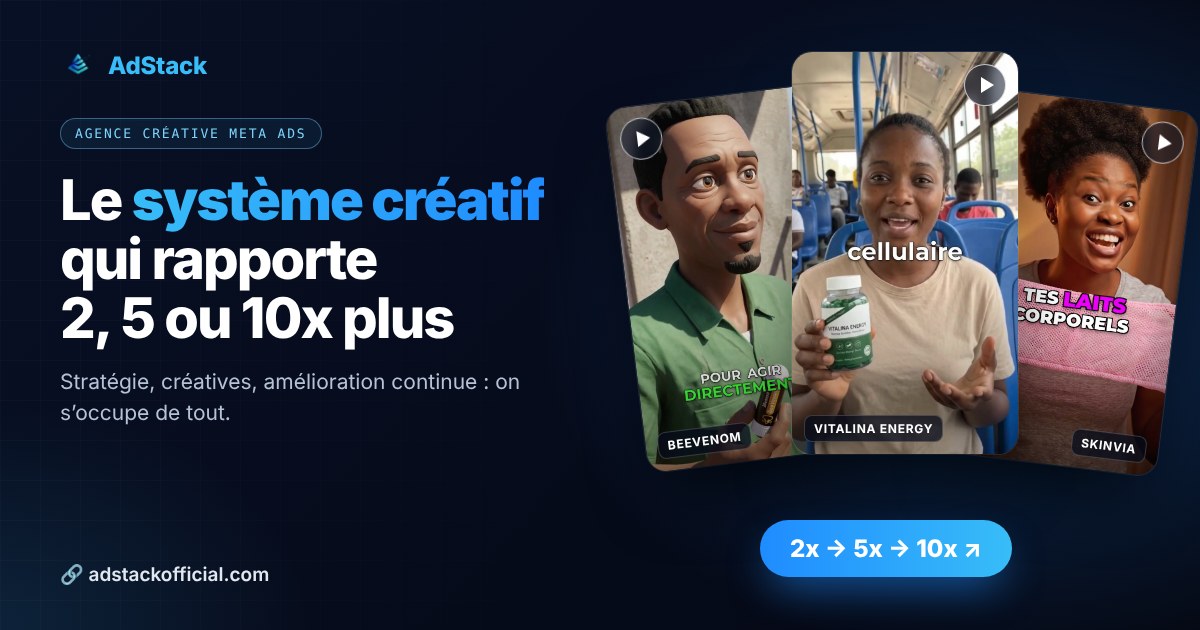 AdStack
AGENCE CRÉATIVE META ADS
Le système créatif
qui rapporte
2, 5 ou 10x plus
Stratégie, créatives, amélioration continue : on
s’occupe de tout.
adstackofficial.com
POUR AGIR
DIRECTEMENT
BEEVENOM
cellulaire
VITALINA ENERGY
VITALINA ENERGY
TES LAITS
CORPORELS
SKINVIA
2x → 5x → 10x ↗